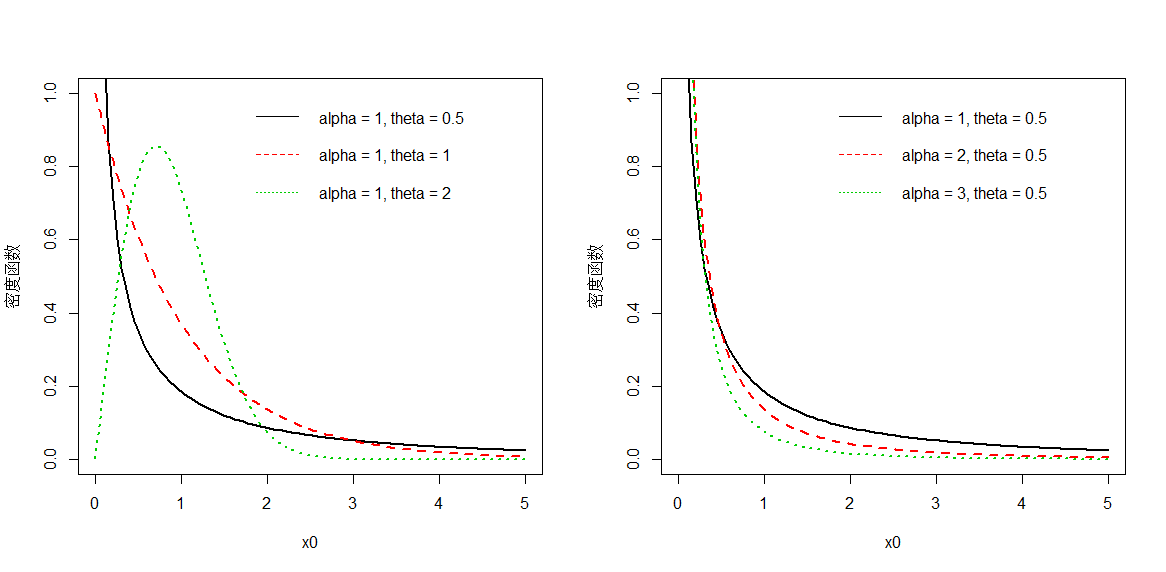 密度函数
1.0
0.8
0.6
0.4
0.2
0.0
alpha = 1, theta = 0.5
alpha = 1, theta = 1
alpha = 1, theta = 2
0 1 2 3 4 5
x0
密度函数
1.0
0.8
0.6
0.4
0.2
0.0
alpha = 1, theta = 0.5
alpha = 2, theta = 0.5
alpha = 3, theta = 0.5
0 1 2 3 4 5
x0